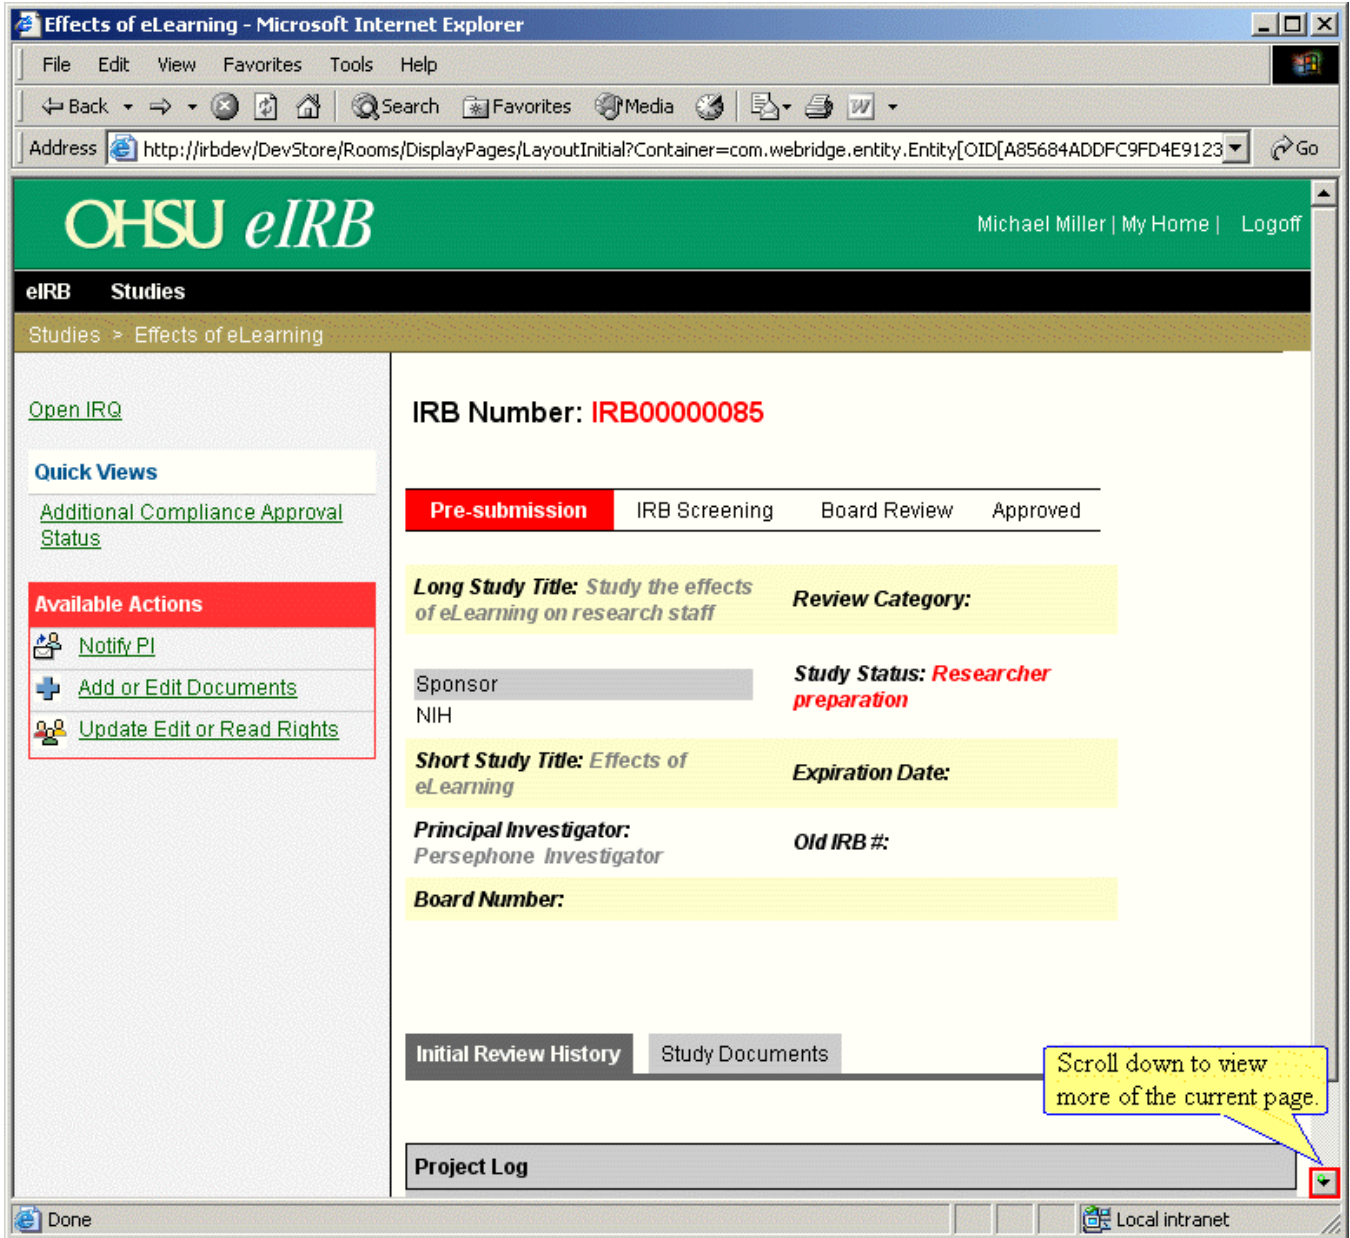 Effects of eLearning - Microsoft Internet Explorer
File Edit View Favorites Tools Help
Back Search Favorites Media
Address http://irbdev/DevStore/Rooms/DisplayPages/LayoutInitial?Container=com.webridge.entity.Entity[OID[A85684ADDFC9FD4E9123 Go
OHSU eIRB
Michael Miller | My Home | Logoff
eIRB Studies
Studies > Effects of eLearning
Open IRQ
Quick Views
Additional Compliance Approval
Status
Available Actions
Notify PI
Add or Edit Documents
Update Edit or Read Rights
IRB Number: IRB00000085
Pre-submission IRB Screening Board Review Approved
Long Study Title: Study the effects
of eLearning on research staff
Review Category:
Sponsor
NIH
Study Status: Researcher
preparation
Short Study Title: Effects of
eLearning
Expiration Date:
Principal Investigator:
Persephone Investigator
Old IRB #:
Board Number:
Initial Review History Study Documents
Scroll down to view
more of the current page.
Project Log
Done Local intranet